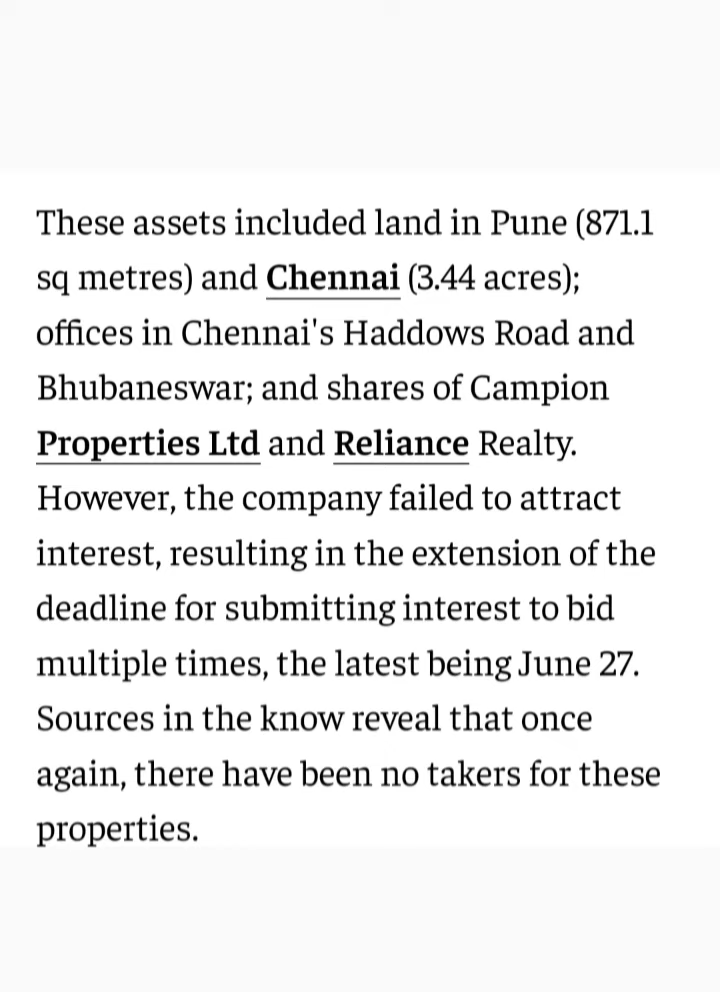 These assets included land in Pune (871.1
sq metres) and Chennai (3.44 acres);
offices in Chennai's Haddows Road and
Bhubaneswar; and shares of Campion
Properties Ltd and Reliance Realty.
However, the company failed to attract
interest, resulting in the extension of the
deadline for submitting interest to bid
multiple times, the latest being June 27.
Sources in the know reveal that once
again, there have been no takers for these
properties.